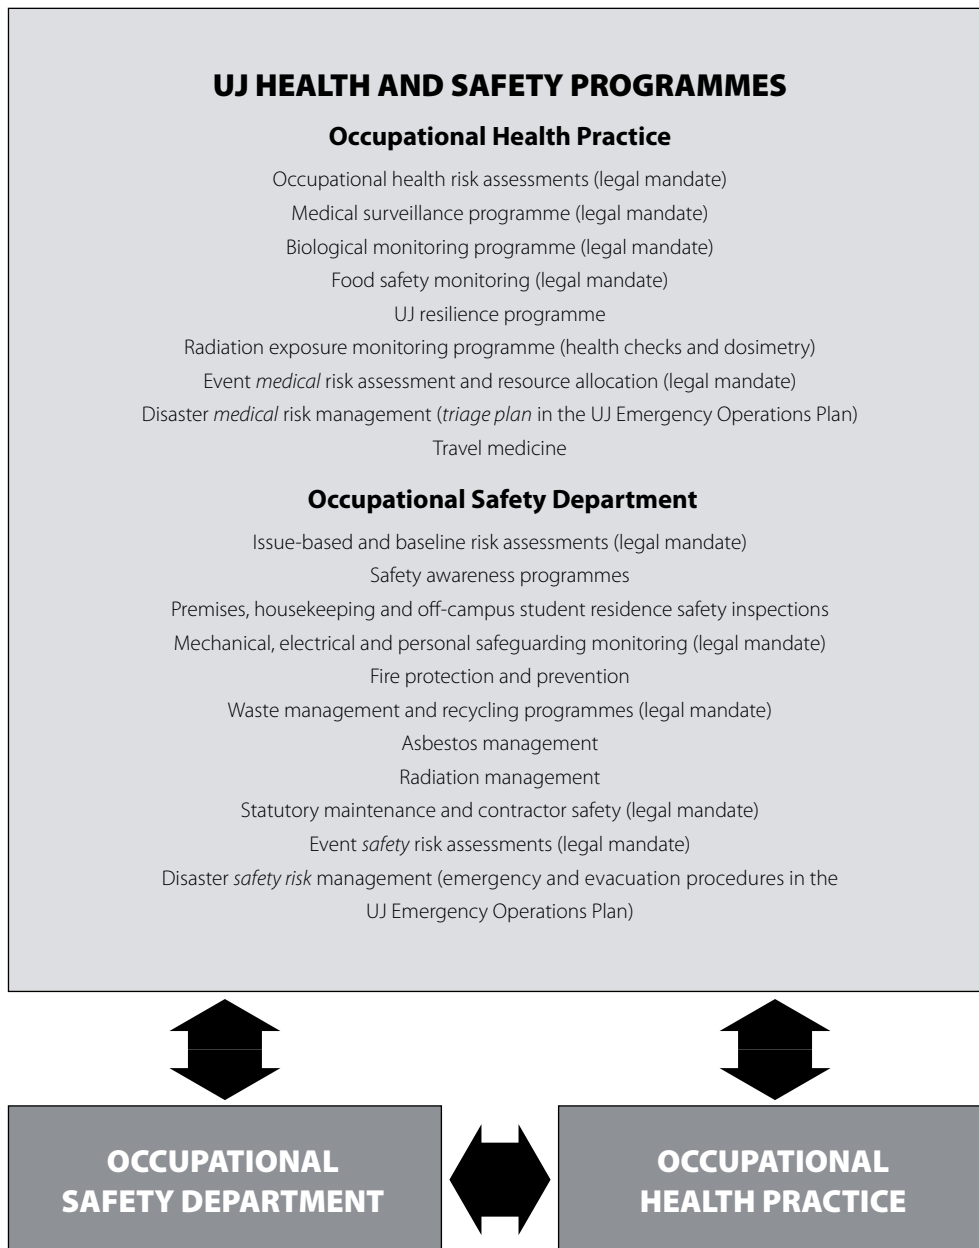 UJ HEALTH AND SAFETY PROGRAMMES
Occupational Health Practice
Occupational health risk assessments (legal mandate)
Medical surveillance programme (legal mandate)
Biological monitoring programme (legal mandate)
Food safety monitoring (legal mandate)
UJ resilience programme
Radiation exposure monitoring programme (health checks and dosimetry)
Event medical risk assessment and resource allocation (legal mandate)
Disaster medical risk management (triage plan in the UJ Emergency Operations Plan)
Travel medicine
Occupational Safety Department
Issue-based and baseline risk assessments (legal mandate)
Safety awareness programmes
Premises, housekeeping and off-campus student residence safety inspections
Mechanical, electrical and personal safeguarding monitoring (legal mandate)
Fire protection and prevention
Waste management and recycling programmes (legal mandate)
Asbestos management
Radiation management
Statutory maintenance and contractor safety (legal mandate)
Event safety risk assessments (legal mandate)
Disaster safety risk management (emergency and evacuation procedures in the
UJ Emergency Operations Plan)
OCCUPATIONAL
SAFETY DEPARTMENT
OCCUPATIONAL
HEALTH PRACTICE